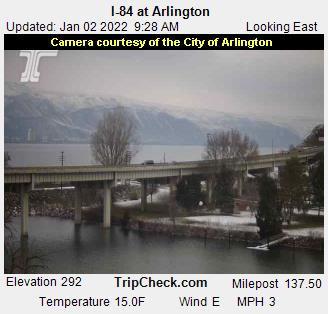 I-84 at Arlington
Updated: Jan 02 2022 9:28 AM Looking East
Camera courtesy of the City of Arlington
Elevation 292 TripCheck.com Milepost 137.50
Temperature 15.0F Wind E MPH 3